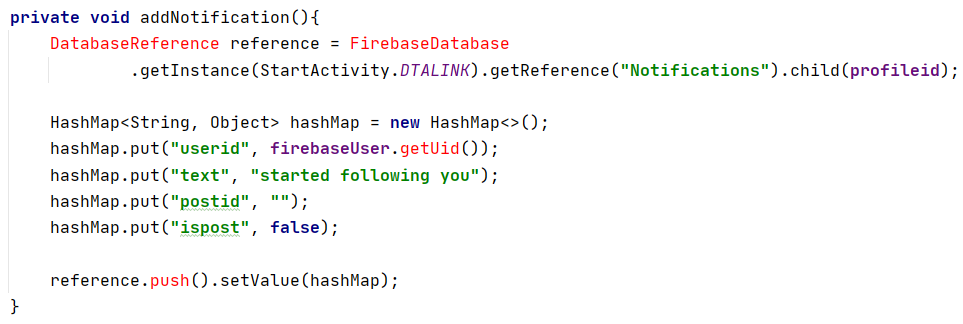 private void addNotification(){
DatabaseReference reference = FirebaseDatabase
.getInstance(StartActivity.DTALINK).getReference("Notifications").child(profileid);
HashMap<String, Object> hashMap = new HashMap<>();
hashMap.put("userid", firebaseUser.getUid());
hashMap.put("text", "started following you");
hashMap.put("postid", "");
hashMap.put("ispost", false);
reference.push().setValue(hashMap);
}